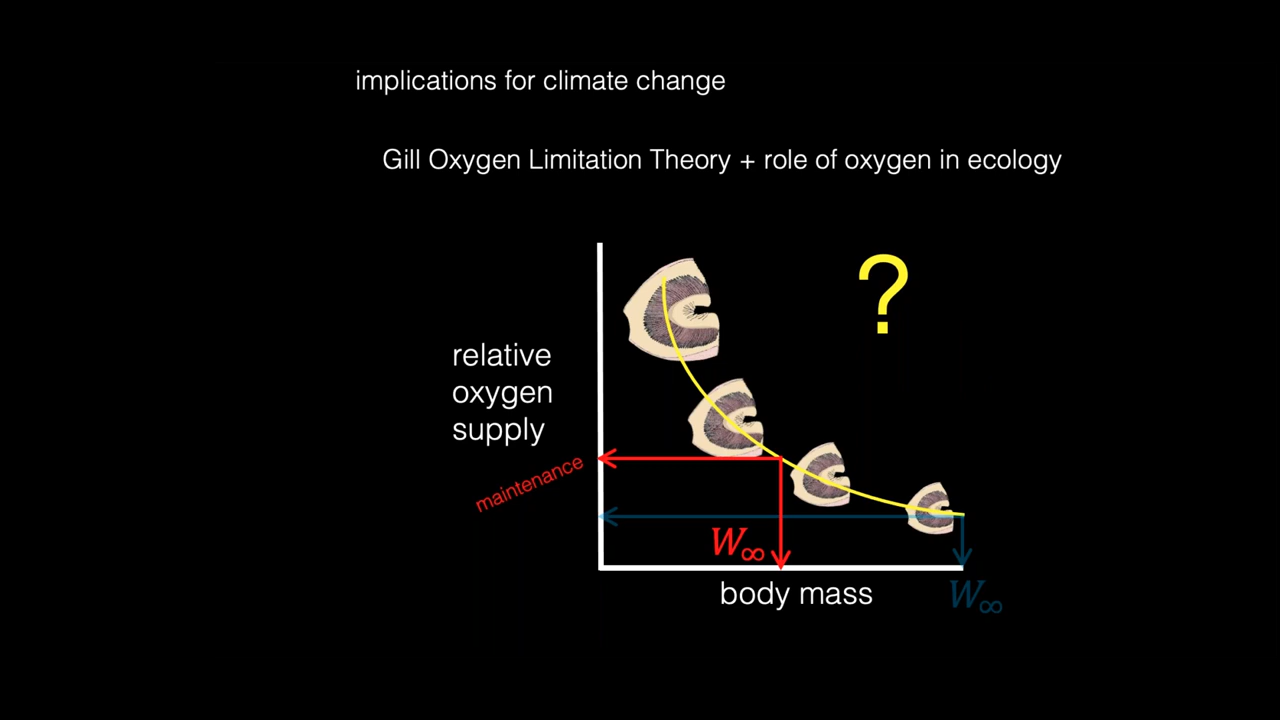 implications for climate change
Gill Oxygen Limitation Theory + role of oxygen in ecology
?
relative
oxygen
supply
maintenance
W∞
body mass
W∞